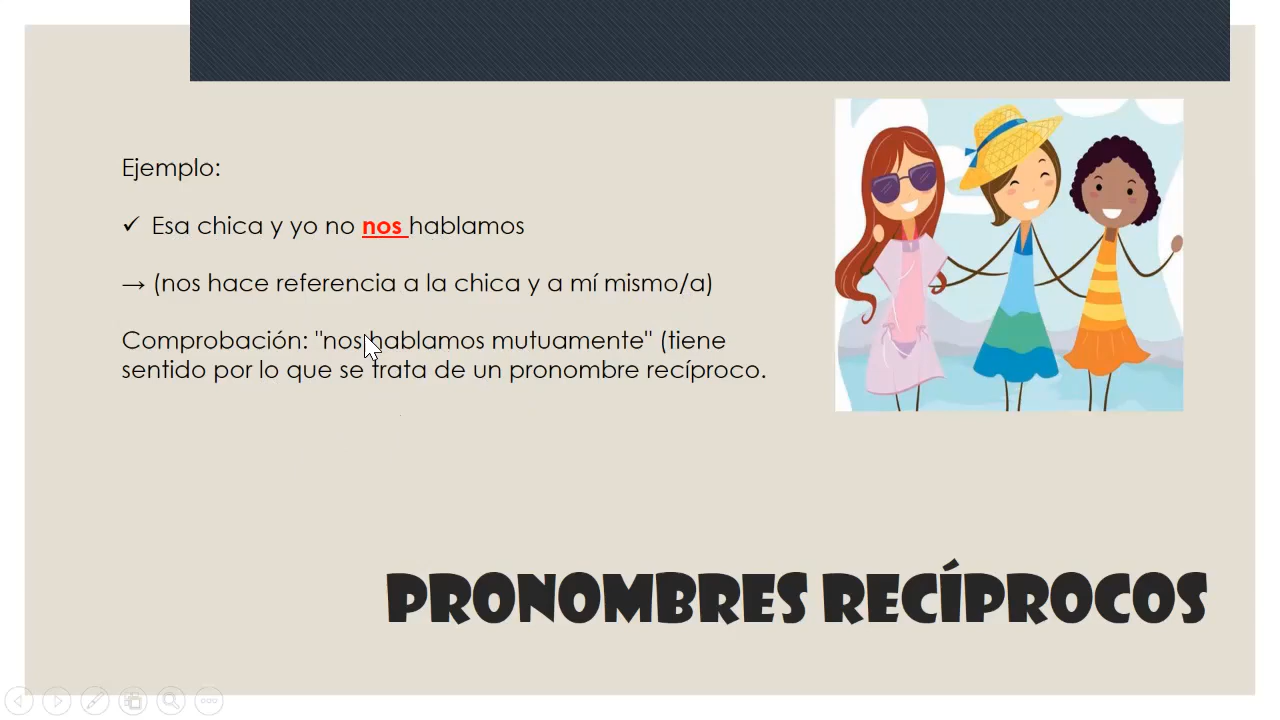 Ejemplo:
✓ Esa chica y yo no nos hablamos
→ (nos hace referencia a la chica y a mí mismo/a)
Comprobación: "nos hablamos mutuamente" (tiene
sentido por lo que se trata de un pronombre recíproco.
PRONOMBRES RECÍPROCOS